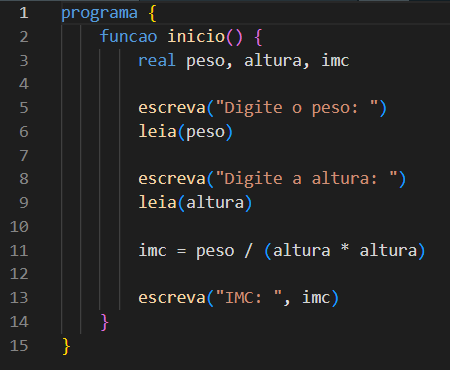 1 programa {
2 funcao inicio() {
3 real peso, altura, imc
4
5 escreva("Digite o peso: ")
6 leia(peso)
7
8 escreva("Digite a altura: ")
9 leia(altura)
10
11 imc = peso / (altura * altura)
12
13 escreva("IMC: ", imc)
14 }
15 }